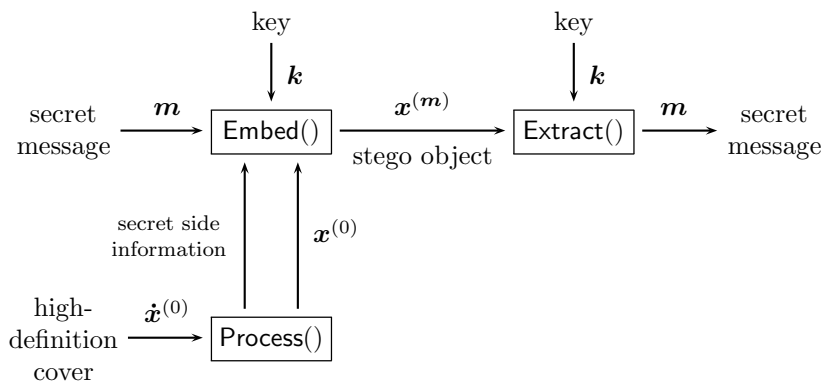 key
key
k
k
secret
message
m
Embed()
x^(m)
stego object
Extract()
m
secret
message
secret side
information
x^(0)
high-
definition
cover
ẋ^(0)
Process()